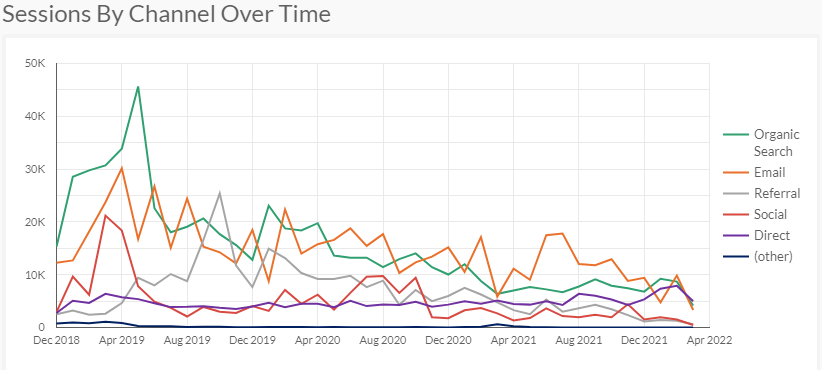 Sessions By Channel Over Time
50K
40K
30K
20K
10K
0
Dec 2018 Apr 2019 Aug 2019 Dec 2019 Apr 2020 Aug 2020 Dec 2020 Apr 2021 Aug 2021 Dec 2021 Apr 2022
Organic
Search
Email
Referral
Social
Direct
(other)